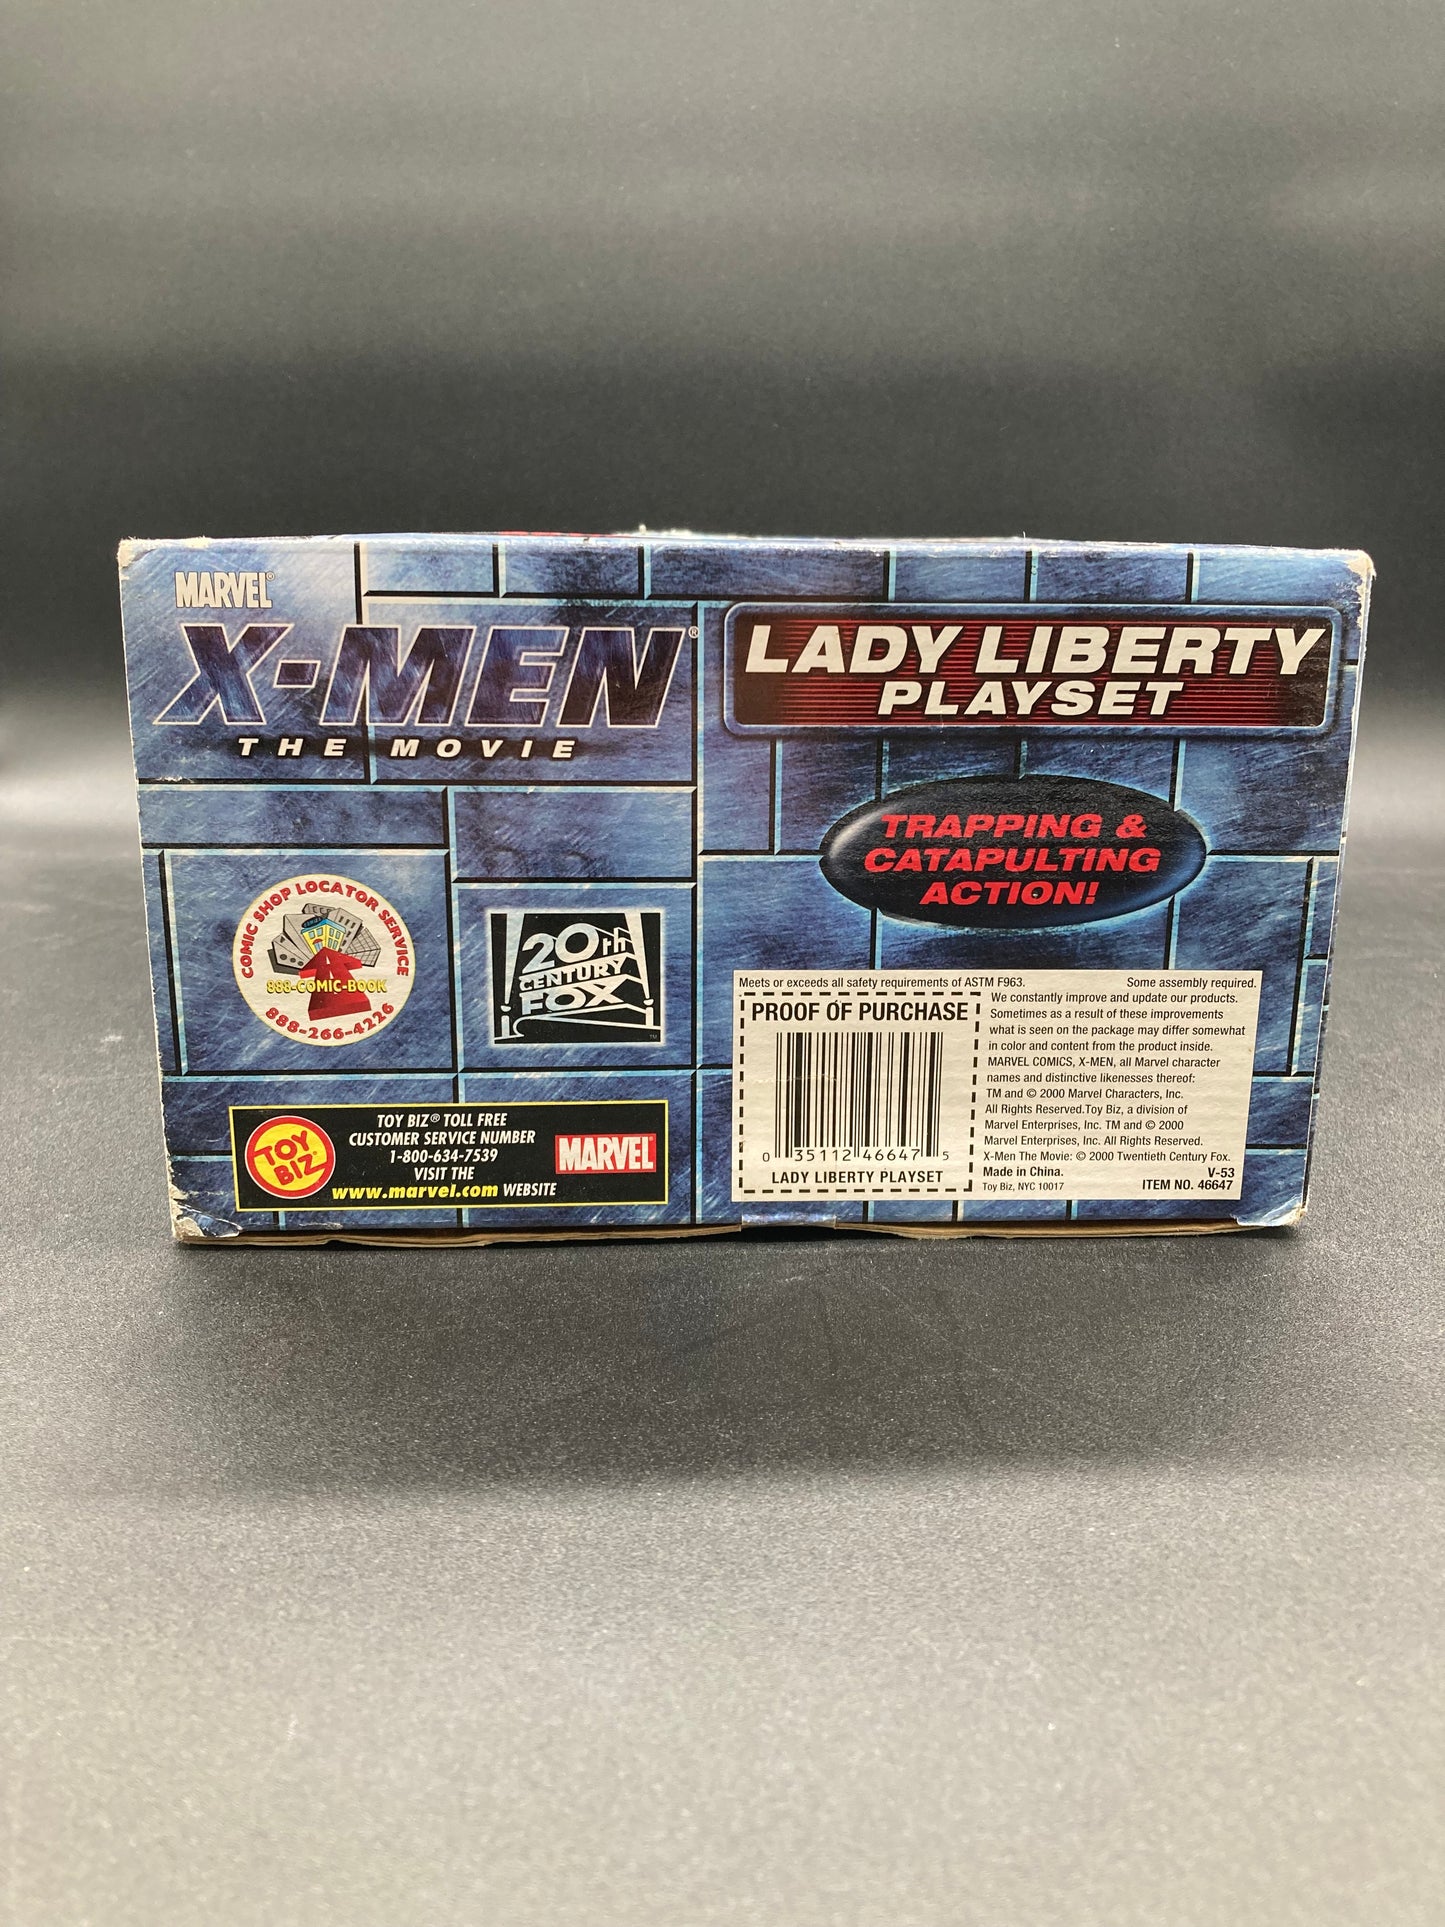 MARVEL®
X-MEN®
THE MOVIE
LADY LIBERTY
PLAYSET
TRAPPING &
CATAPULTING
ACTION!
COMIC SHOP LOCATOR SERVICE
888-COMIC-BOOK
888-266-4226
20th
CENTURY
FOX
TM
TOY
BIZ
TOY BIZ® TOLL FREE
CUSTOMER SERVICE NUMBER
1-800-634-7539
VISIT THE
www.marvel.com WEBSITE
MARVEL
Meets or exceeds all safety requirements of ASTM F963.
Some assembly required.
PROOF OF PURCHASE
0 35112 46647 5
LADY LIBERTY PLAYSET
We constantly improve and update our products.
Sometimes as a result of these improvements
what is seen on the package may differ somewhat
in color and content from the product inside.
MARVEL COMICS, X-MEN, all Marvel character
names and distinctive likenesses thereof:
TM and © 2000 Marvel Characters, Inc.
All Rights Reserved.Toy Biz, a division of
Marvel Enterprises, Inc. TM and © 2000
Marvel Enterprises, Inc. All Rights Reserved.
X-Men The Movie: © 2000 Twentieth Century Fox.
Made in China. V-53
Toy Biz, NYC 10017 ITEM NO. 46647